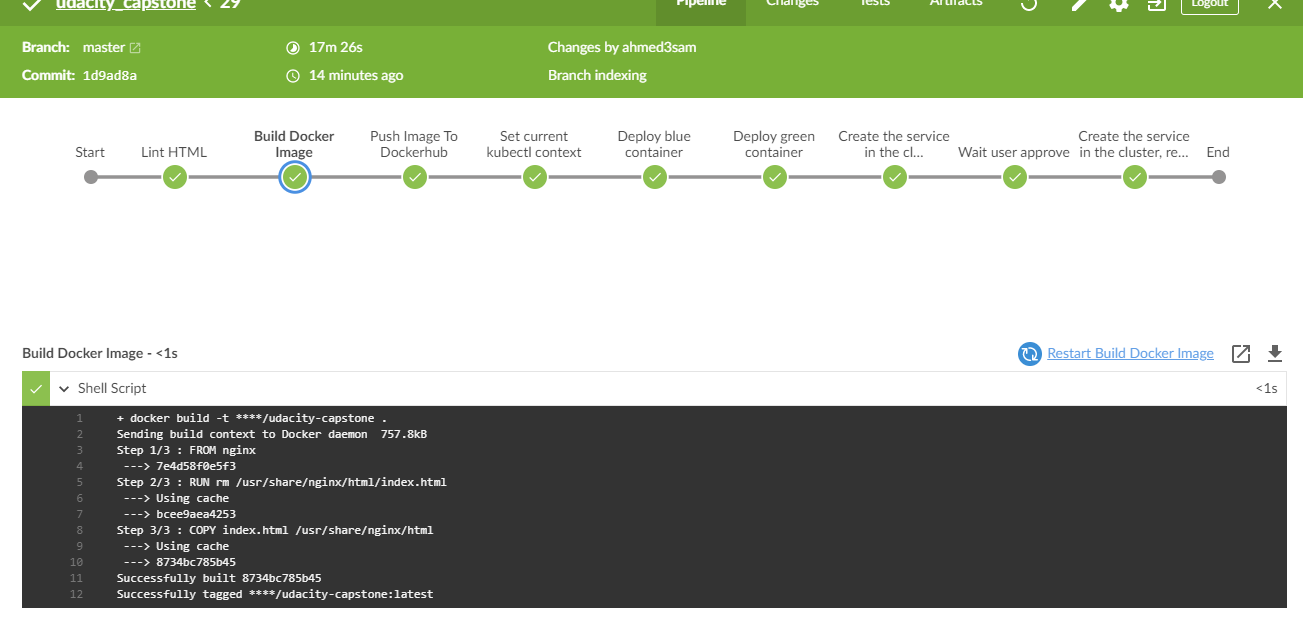 udacity_capstone < 29
Pipeline Changes Tests Artifacts Logout
Branch: master 17m 26s Changes by ahmed3sam
Commit: 1d9ad8a 14 minutes ago Branch indexing
Start
Lint HTML
Build Docker
Image
Push Image To
Dockerhub
Set current
kubectl context
Deploy blue
container
Deploy green
container
Create the service
in the cl...
Wait user approve
Create the service
in the cluster, re...
End
Build Docker Image - <1s
Restart Build Docker Image
Shell Script <1s
1 + docker build -t ****/udacity-capstone .
2 Sending build context to Docker daemon 757.8kB
3 Step 1/3 : FROM nginx
4 ---> 7e4d58f0e5f3
5 Step 2/3 : RUN rm /usr/share/nginx/html/index.html
6 ---> Using cache
7 ---> bcee9aea4253
8 Step 3/3 : COPY index.html /usr/share/nginx/html
9 ---> Using cache
10 ---> 8734bc785b45
11 Successfully built 8734bc785b45
12 Successfully tagged ****/udacity-capstone:latest